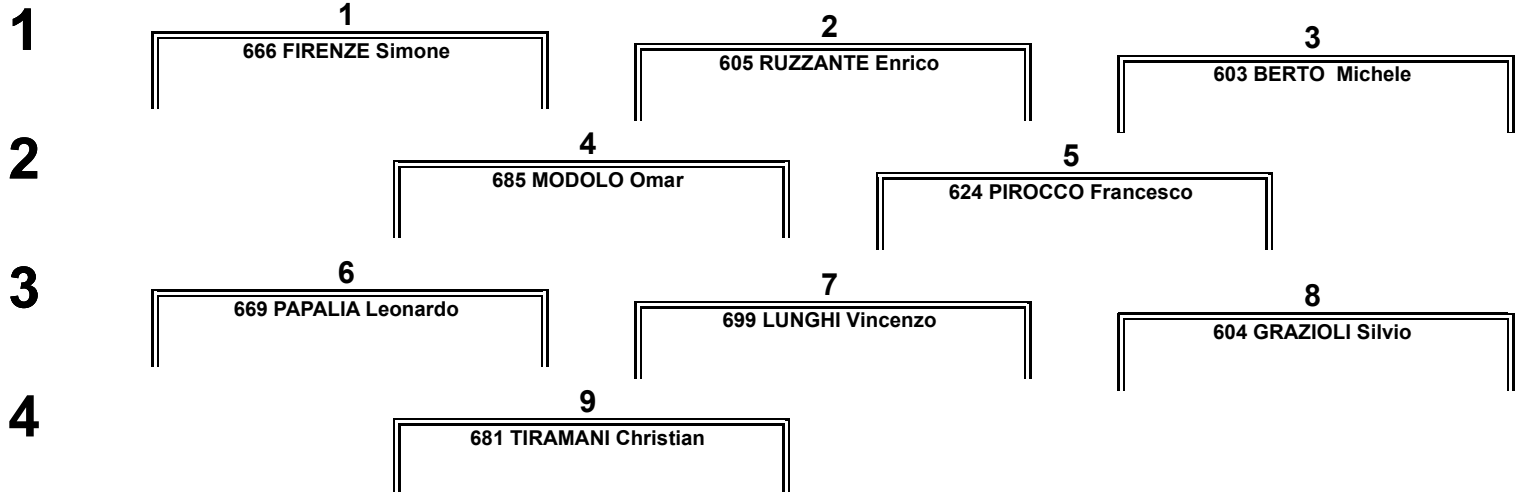 1
1
666 FIRENZE Simone
2
605 RUZZANTE Enrico
3
603 BERTO  Michele
2
4
685 MODOLO Omar
5
624 PIROCCO Francesco
3
6
669 PAPALIA Leonardo
7
699 LUNGHI Vincenzo
8
604 GRAZIOLI Silvio
4
9
681 TIRAMANI Christian